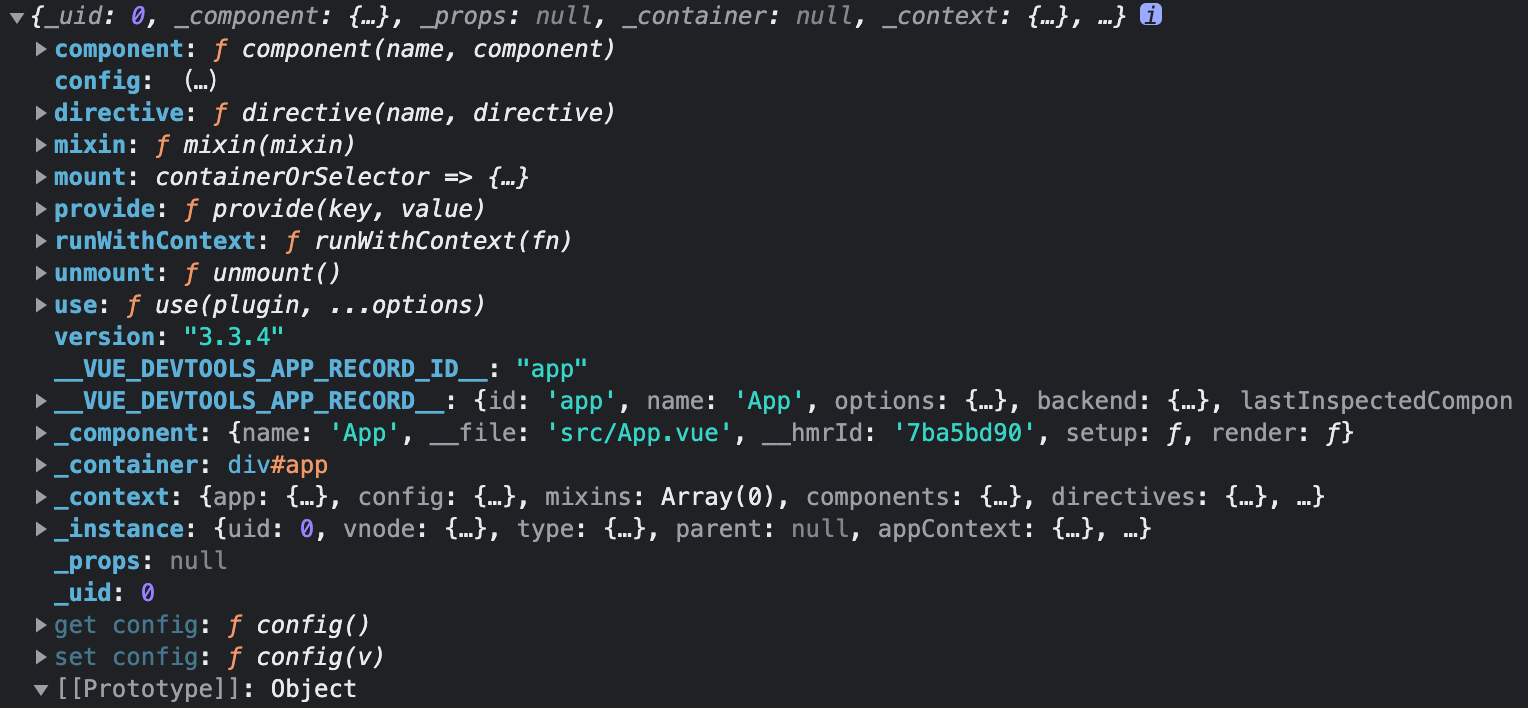 ▼{_uid: 0, _component: {…}, _props: null, _container: null, _context: {…}, …} i
▶component: ƒ component(name, component)
config: (…)
▶directive: ƒ directive(name, directive)
▶mixin: ƒ mixin(mixin)
▶mount: containerOrSelector => {…}
▶provide: ƒ provide(key, value)
▶runWithContext: ƒ runWithContext(fn)
▶unmount: ƒ unmount()
▶use: ƒ use(plugin, ...options)
version: "3.3.4"
__VUE_DEVTOOLS_APP_RECORD_ID__: "app"
▶__VUE_DEVTOOLS_APP_RECORD__: {id: 'app', name: 'App', options: {…}, backend: {…}, lastInspectedCompon
▶_component: {name: 'App', __file: 'src/App.vue', __hmrId: '7ba5bd90', setup: ƒ, render: ƒ}
▶_container: div#app
▶_context: {app: {…}, config: {…}, mixins: Array(0), components: {…}, directives: {…}, …}
▶_instance: {uid: 0, vnode: {…}, type: {…}, parent: null, appContext: {…}, …}
_props: null
_uid: 0
▶get config: ƒ config()
▶set config: ƒ config(v)
▼[[Prototype]]: Object